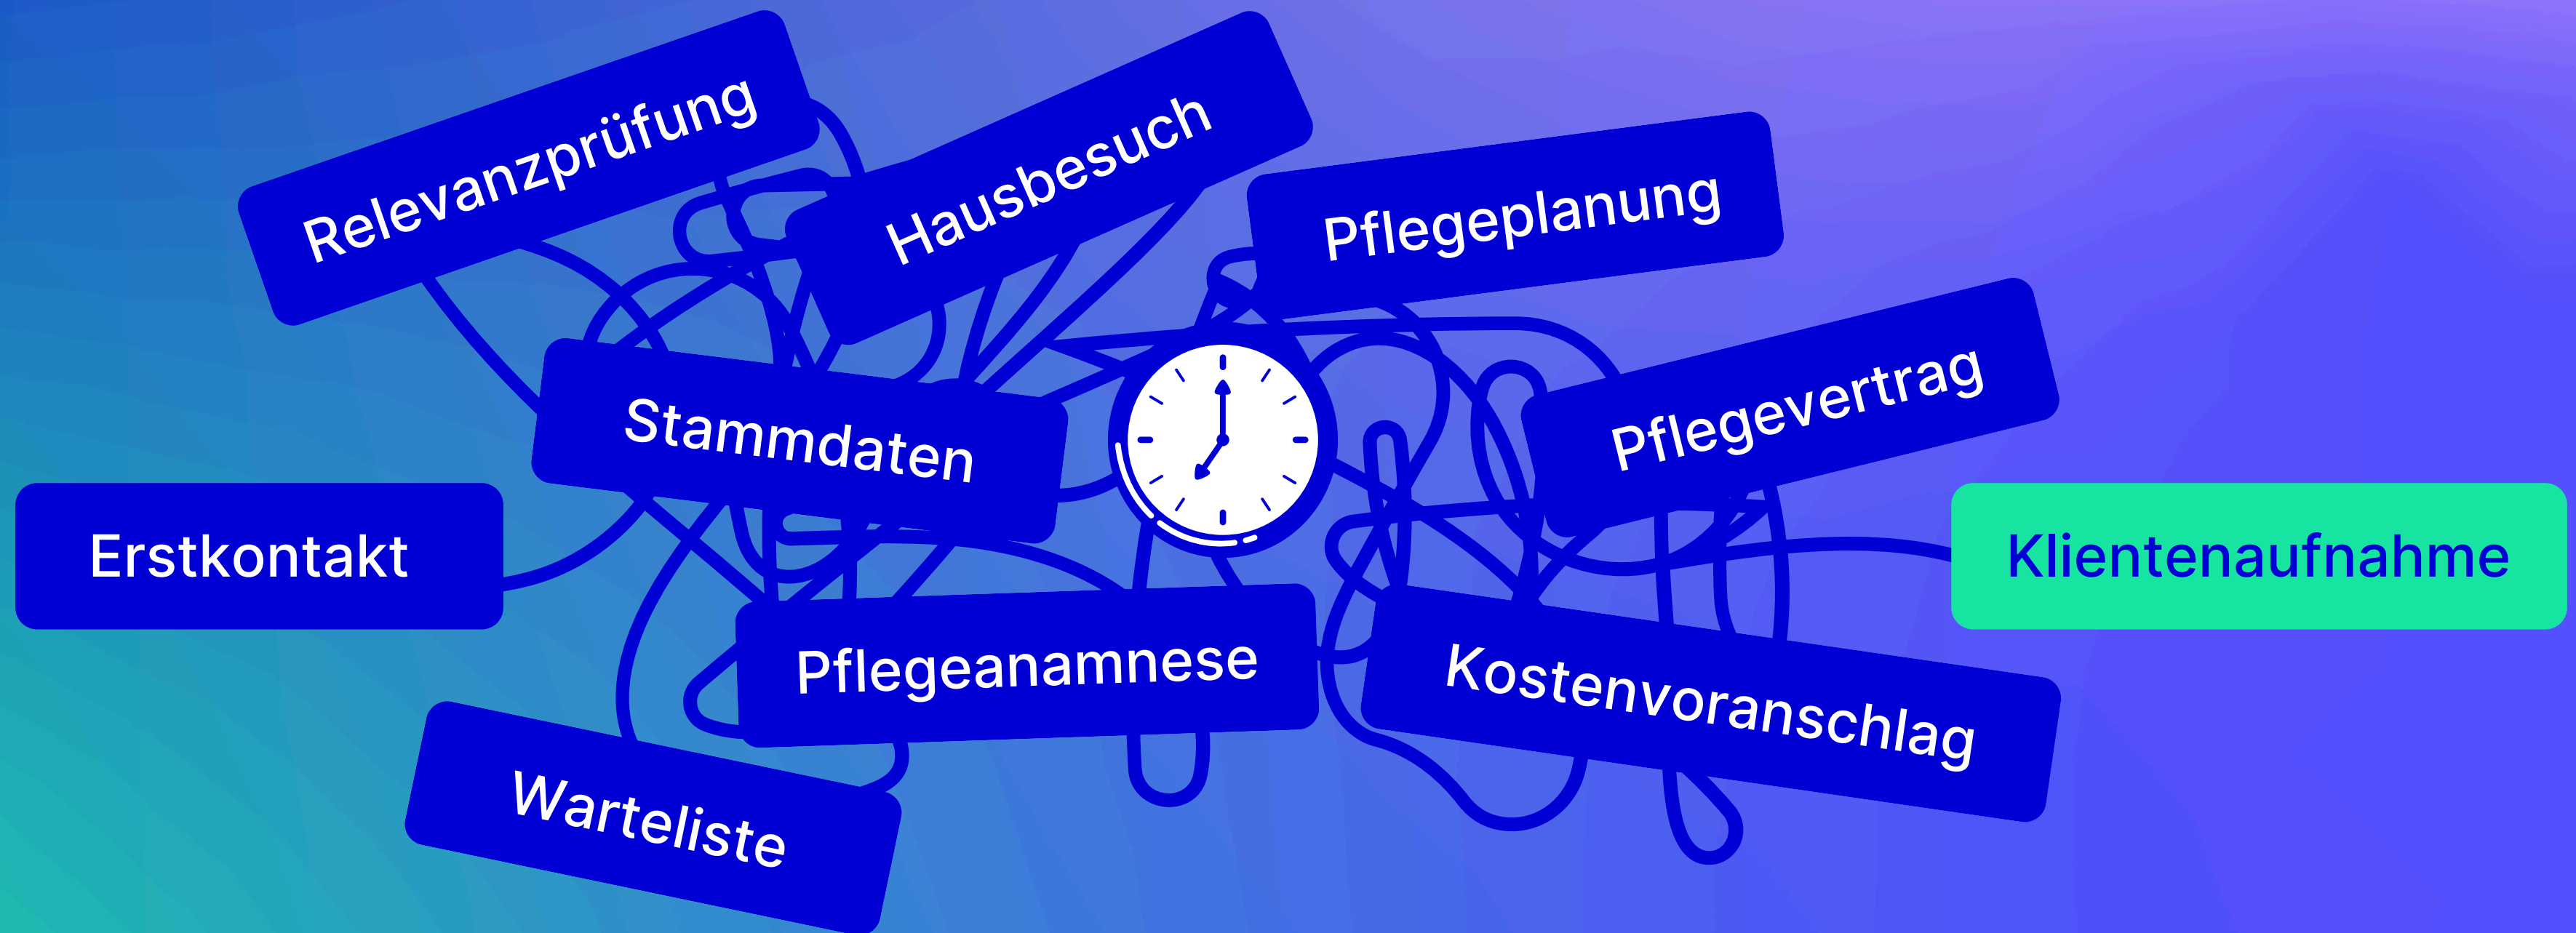 Relevanzprüfung
Hausbesuch
Pflegeplanung
Stammdaten
Pflegevertrag
Erstkontakt
Klientenaufnahme
Pflegeanamnese
Kostenvoranschlag
Warteliste